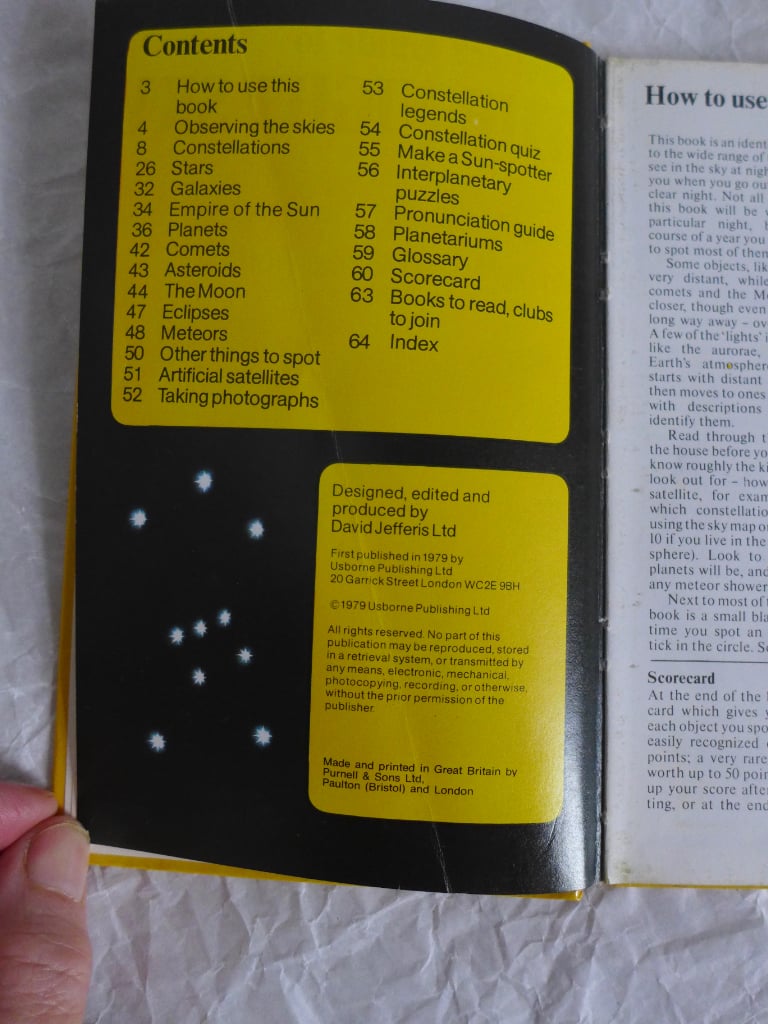 Contents
3 How to use this
book
4 Observing the skies
8 Constellations
26 Stars
32 Galaxies
34 Empire of the Sun
36 Planets
42 Comets
43 Asteroids
44 The Moon
47 Eclipses
48 Meteors
50 Other things to spot
51 Artificial satellites
52 Taking photographs
53 Constellation
legends
54 Constellation quiz
55 Make a Sun-spotter
56 Interplanetary
puzzles
57 Pronunciation guide
58 Planetariums
59 Glossary
60 Scorecard
63 Books to read, clubs
to join
64 Index
Designed, edited and
produced by
David Jefferis Ltd
First published in 1979 by
Usborne Publishing Ltd
20 Garrick Street London WC2E 9BH
© 1979 Usborne Publishing Ltd
All rights reserved. No part of this
publication may be reproduced, stored
in a retrieval system, or transmitted by
any means, electronic, mechanical,
photocopying, recording, or otherwise,
without the prior permission of the
publisher.
Made and printed in Great Britain by
Purnell & Sons Ltd,
Paulton (Bristol) and London
How to use
This book is an ident
to the wide range of
see in the sky at nigh
you when you go ou
clear night. Not all
this book will be
particular night,
course of a year you
to spot most of them
Some objects, lik
very distant, while
comets and the M
closer, though even
long way away – ov
A few of the 'lights' i
like the aurorae,
Earth's atmosphere
starts with distant
then moves to ones
with descriptions
identify them.
Read through t
the house before yo
know roughly the ki
look out for – how
satellite, for exam
which constellatio
using the sky map o
10 if you live in the
sphere). Look to
planets will be, and
any meteor shower
Next to most of t
book is a small bla
time you spot an
tick in the circle. Se
Scorecard
At the end of the
card which gives y
each object you spo
easily recognized
points; a very rare
worth up to 50 poin
up your score after
ting, or at the end